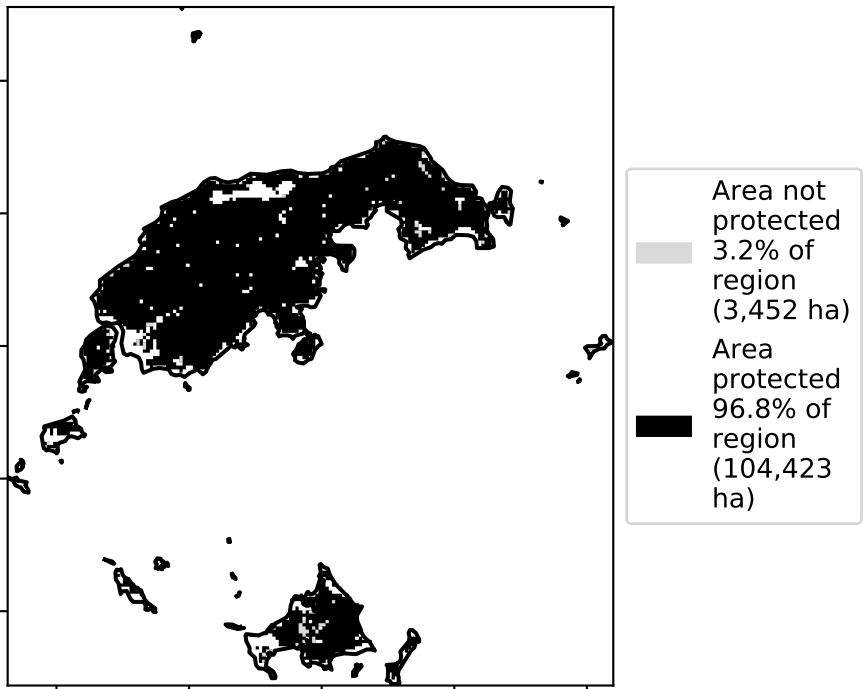 Area not
protected
3.2% of
region
(3,452 ha)
Area
protected
96.8% of
region
(104,423
ha)